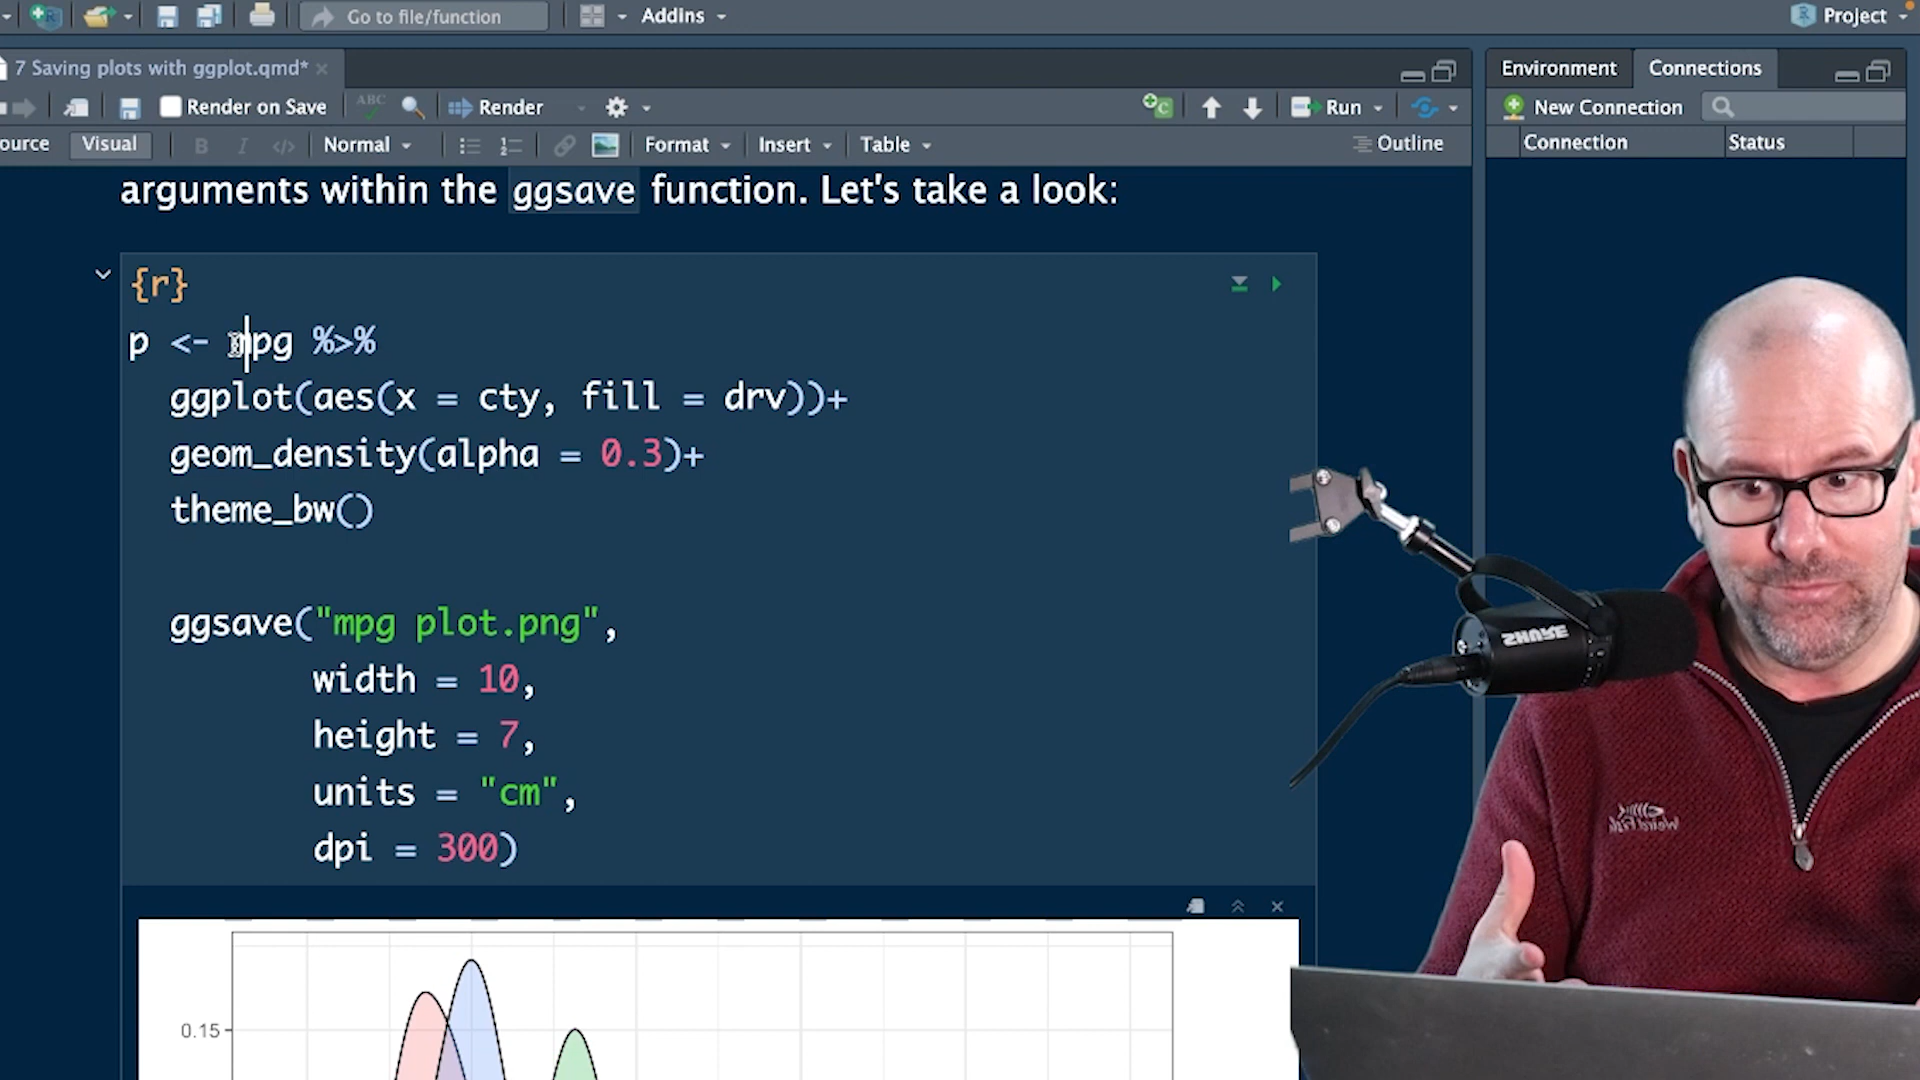 Go to file/function
Addins
Project
7 Saving plots with ggplot.qmd*
Environment
Connections
Render on Save
ABC
Render
Run
New Connection
ource
Visual
B
I
Normal
Format
Insert
Table
Outline
Connection
Status
arguments within the ggsave function. Let's take a look:
{r}
p <- mpg %>%
ggplot(aes(x = cty, fill = drv))+
geom_density(alpha = 0.3)+
theme_bw()
ggsave("mpg plot.png",
width = 10,
height = 7,
units = "cm",
dpi = 300)
0.15
SHURE
Weird Fish